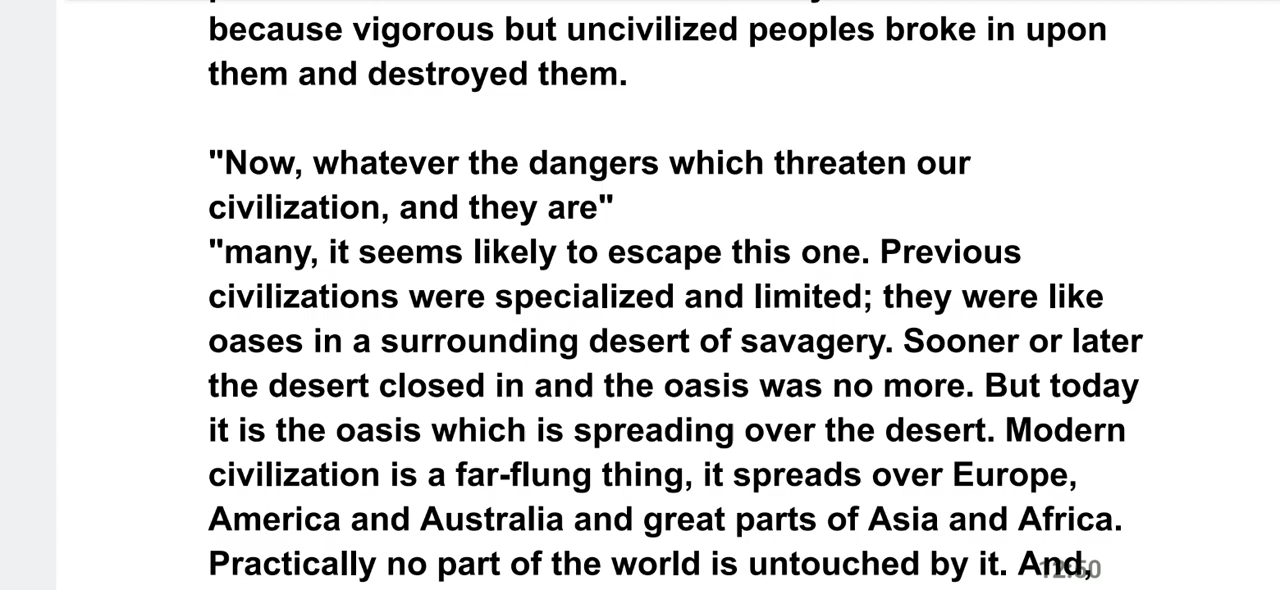 because vigorous but uncivilized peoples broke in upon
them and destroyed them.
"Now, whatever the dangers which threaten our
civilization, and they are"
"many, it seems likely to escape this one. Previous
civilizations were specialized and limited; they were like
oases in a surrounding desert of savagery. Sooner or later
the desert closed in and the oasis was no more. But today
it is the oasis which is spreading over the desert. Modern
civilization is a far-flung thing, it spreads over Europe,
America and Australia and great parts of Asia and Africa.
Practically no part of the world is untouched by it. And,